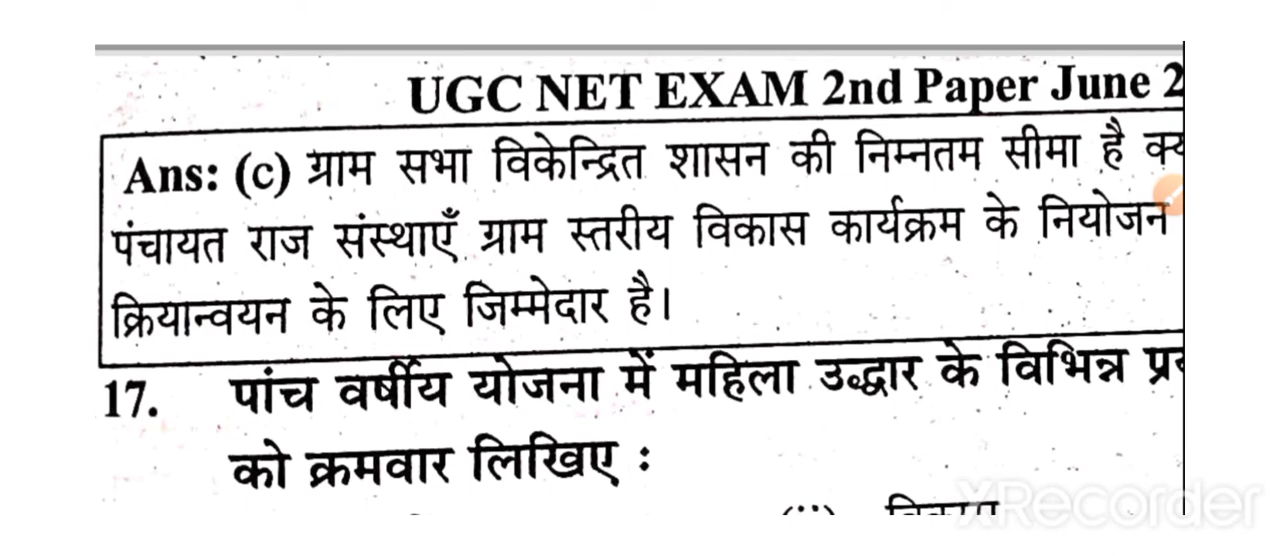 UGC NET EXAM 2nd Paper June 2
Ans: (c) ग्राम सभा विकेन्द्रित शासन की निम्नतम सीमा है
पंचायत राज संस्थाएँ ग्राम स्तरीय विकास कार्यक्रम के नियोजन
क्रियान्वयन के लिए जिम्मेदार है।
17. पांच वर्षीय योजना में महिला उद्धार के विभिन्न
को क्रमवार लिखिए :
XRecorder